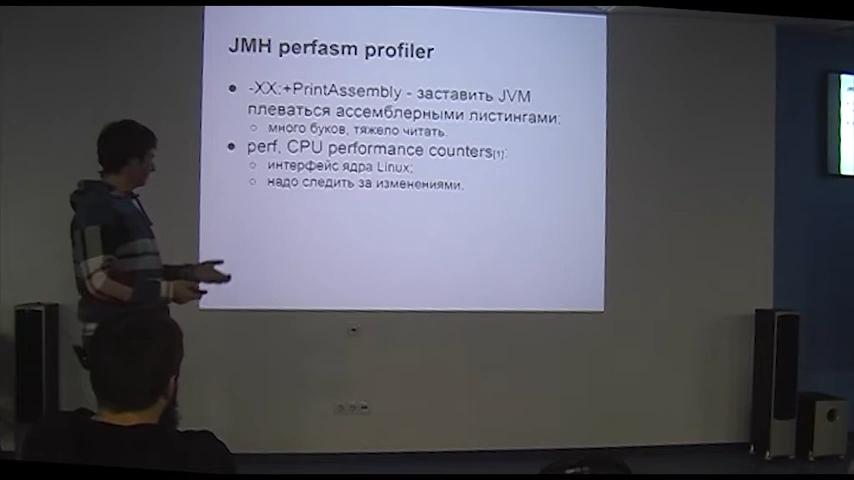 JMH perfasm profiler
● -XX:+PrintAssembly - заставить JVM
плеваться ассемблерными листингами;
○ много буков, тяжело читать.
● perf, CPU performance counters[1]:
○ интерфейс ядра Linux;
○ надо следить за изменениями.